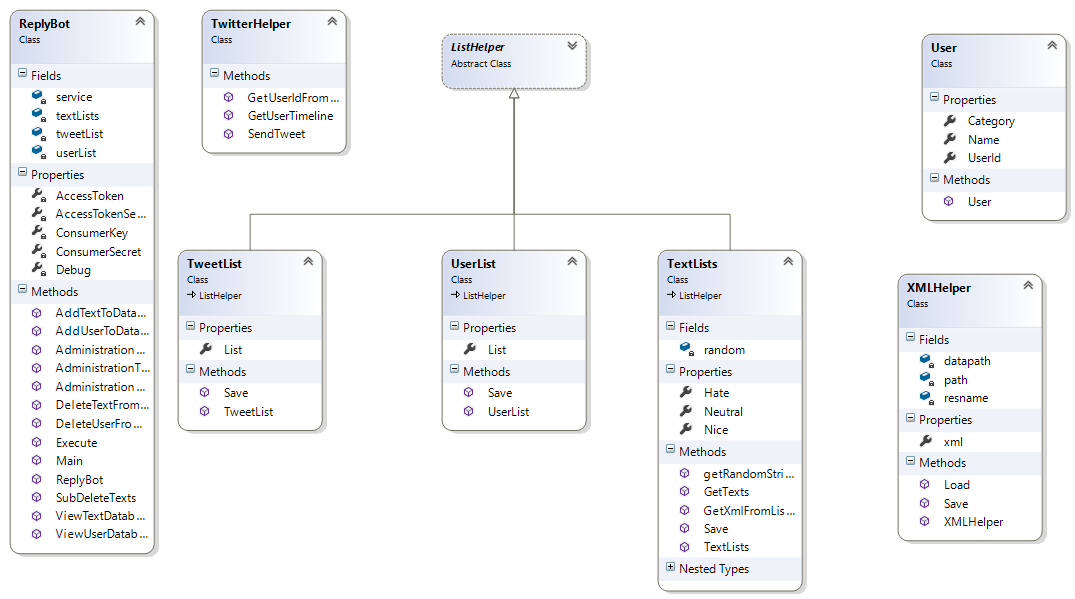 ReplyBot
Class
Fields
service
textLists
tweetList
userList
Properties
AccessToken
AccessTokenSe...
ConsumerKey
ConsumerSecret
Debug
Methods
AddTextToData...
AddUserToData...
Administration ...
AdministrationT...
Administration ...
DeleteTextFrom...
DeleteUserFro...
Execute
Main
ReplyBot
SubDeleteTexts
ViewTextDatab...
ViewUserDatab...
TwitterHelper
Class
Methods
GetUserIdFrom...
GetUserTimeline
SendTweet
ListHelper
Abstract Class
User
Class
Properties
Category
Name
UserId
Methods
User
TweetList
Class
ListHelper
Properties
List
Methods
Save
TweetList
UserList
Class
ListHelper
Properties
List
Methods
Save
UserList
TextLists
Class
ListHelper
Fields
random
Properties
Hate
Neutral
Nice
Methods
getRandomStri...
GetTexts
GetXmlFromLis...
Save
TextLists
Nested Types
XMLHelper
Class
Fields
datapath
path
resname
Properties
xml
Methods
Load
Save
XMLHelper